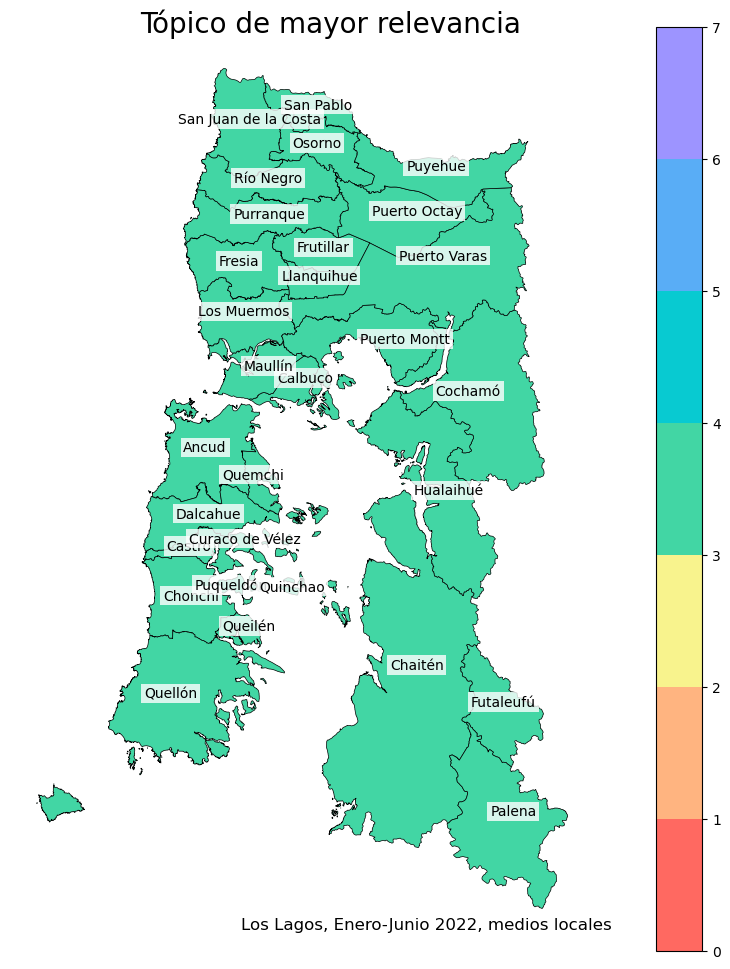 Tópico de mayor relevancia
7
San Pablo
San Juan de la Costa
Osorno
6
Puyehue
Río Negro
Puerto Octay
Purranque
Frutillar
Puerto Varas
Fresia
Llanquihue
5
Los Muermos
Puerto Montt
Maullín
Calbuco
Cochamó
4
Ancud
Quemchi
Hualaihué
Dalcahue
Curaco de Vélez
Castro
3
Puqueldó
Quinchao
Chonchi
Queilén
Chaitén
2
Quellón
Futaleufú
Palena
1
Los Lagos, Enero-Junio 2022, medios locales
0